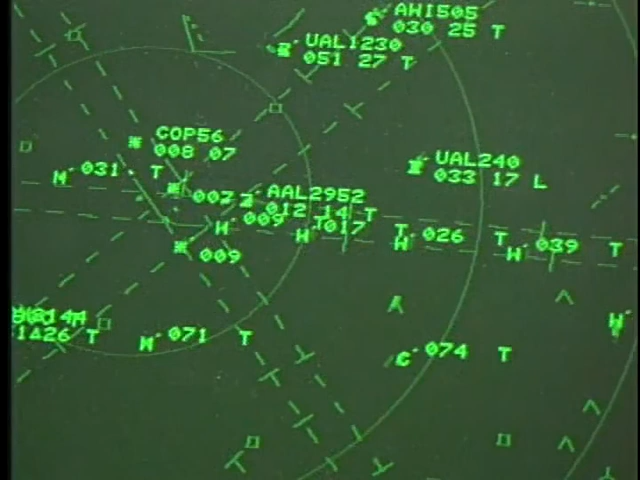 AWI505
030 25 T
UAL1230
051 27 T
COP56
008 07
UAL240
033 17 L
W 031 T
002
AAL2952
012 14 T
009
W
W T017
T
W 026
T
W 039 T
009
W
1A26 T
W 071 T
C 074 T